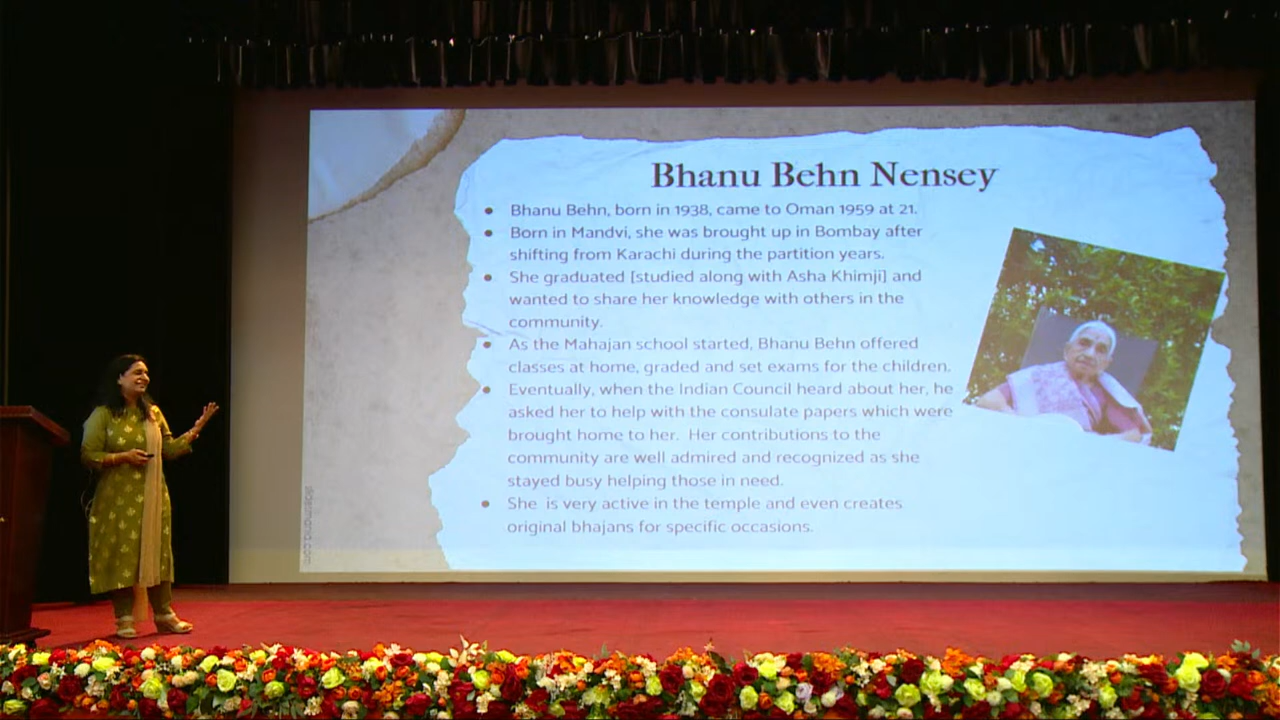 Bhanu Behn Nensey
● Bhanu Behn, born in 1938, came to Oman 1959 at 21.
● Born in Mandvi, she was brought up in Bombay after
shifting from Karachi during the partition years.
● She graduated [studied along with Asha Khimji] and
wanted to share her knowledge with others in the
community.
● As the Mahajan school started, Bhanu Behn offered
classes at home, graded and set exams for the children.
● Eventually, when the Indian Council heard about her, he
asked her to help with the consulate papers which were
brought home to her. Her contributions to the
community are well admired and recognized as she
stayed busy helping those in need.
● She is very active in the temple and even creates
original bhajans for specific occasions.
slidesmania.com